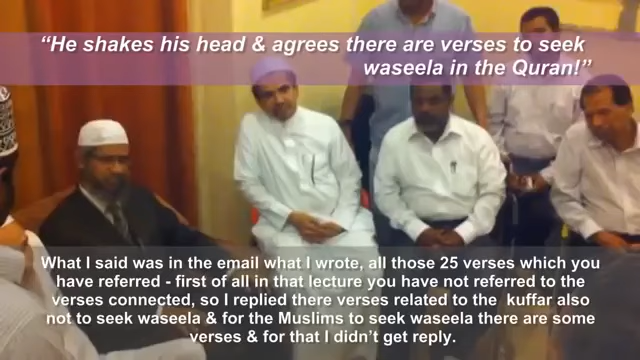 “He shakes his head & agrees there are verses to seek
waseela in the Quran!”
What I said was in the email what I wrote, all those 25 verses which you
have referred - first of all in that lecture you have not referred to the
verses connected, so I replied there verses related to the kuffar also
not to seek waseela & for the Muslims to seek waseela there are some
verses & for that I didn’t get reply.